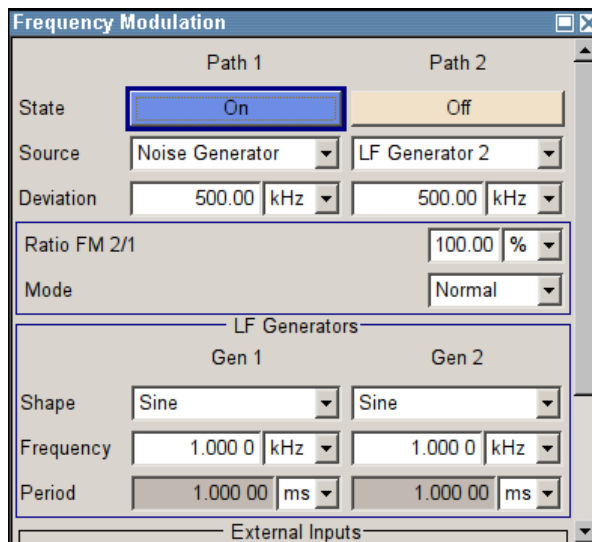 Frequency Modulation
Path 1 Path 2
State On Off
Source Noise Generator LF Generator 2
Deviation 500.00 kHz 500.00 kHz
Ratio FM 2/1 100.00 %
Mode Normal
LF Generators
Gen 1 Gen 2
Shape Sine Sine
Frequency 1.000 0 kHz 1.000 0 kHz
Period 1.000 00 ms 1.000 00 ms
External Inputs